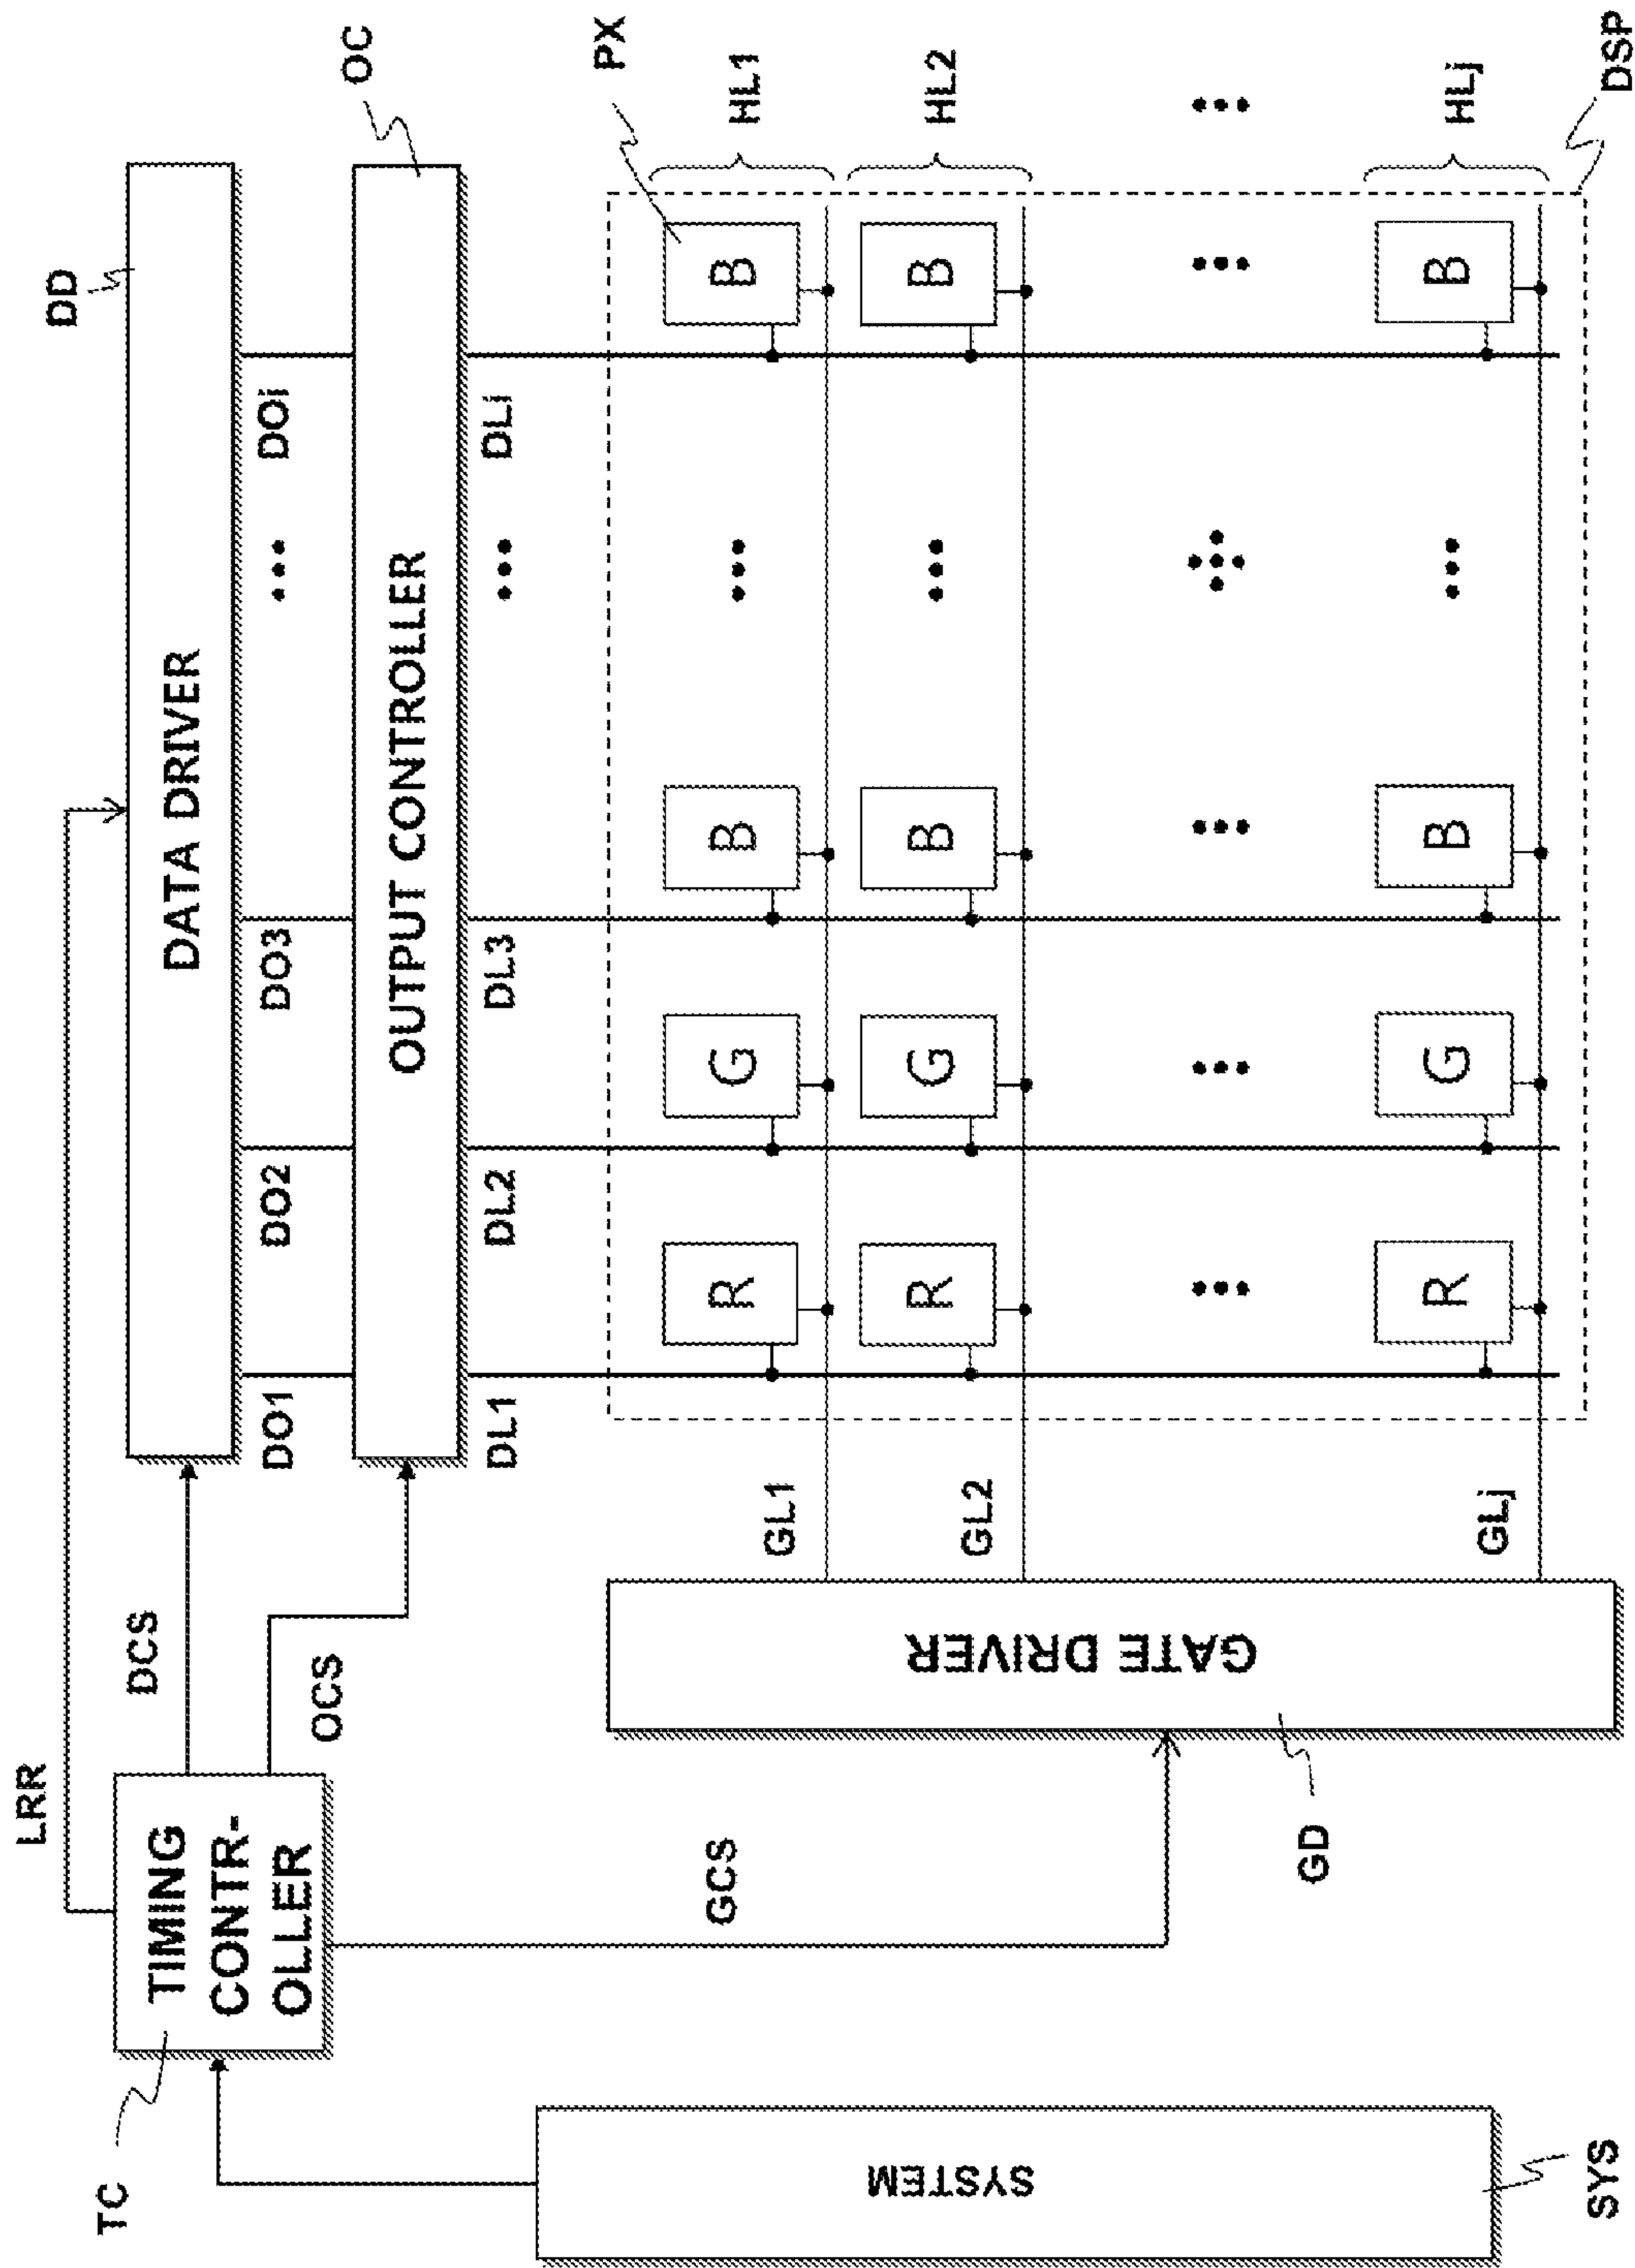 LRR
DD
TIMING
CONTR-
OLLER
TC
DCS
DATA DRIVER
OCS
DO1
DO2
DO3
...
DOi
OC
OUTPUT CONTROLLER
DL1
DL2
DL3
...
DLi
PX
GCS
GL1
R
G
B
...
B
HL1
GL2
R
G
B
...
B
HL2
SYSTEM
GATE DRIVER
...
...
...
...
...
GD
GLj
R
G
B
...
B
HLj
SYS
DSP